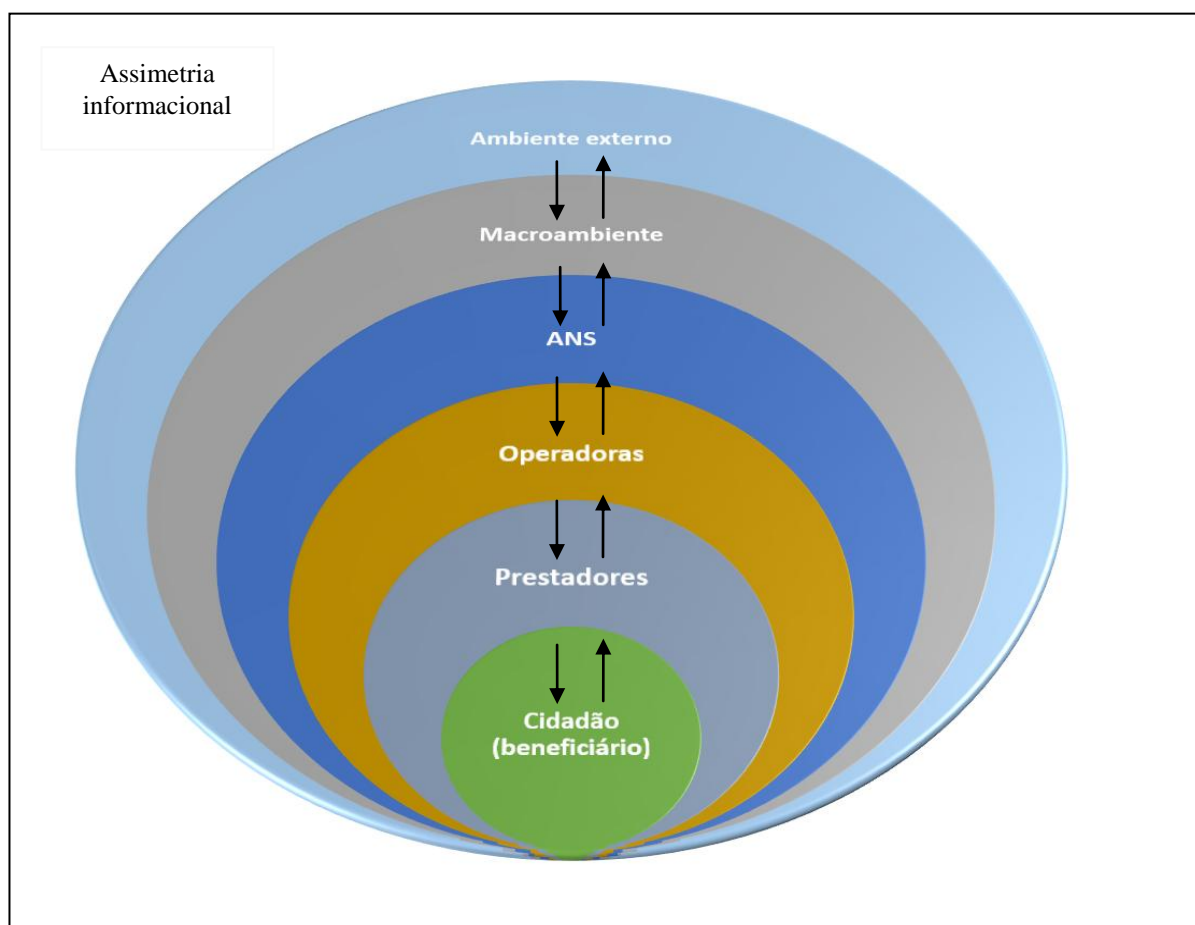 Assimetria
informacional
Ambiente externo
Macroambiente
ANS
Operadoras
Prestadores
Cidadão
(beneficiário)